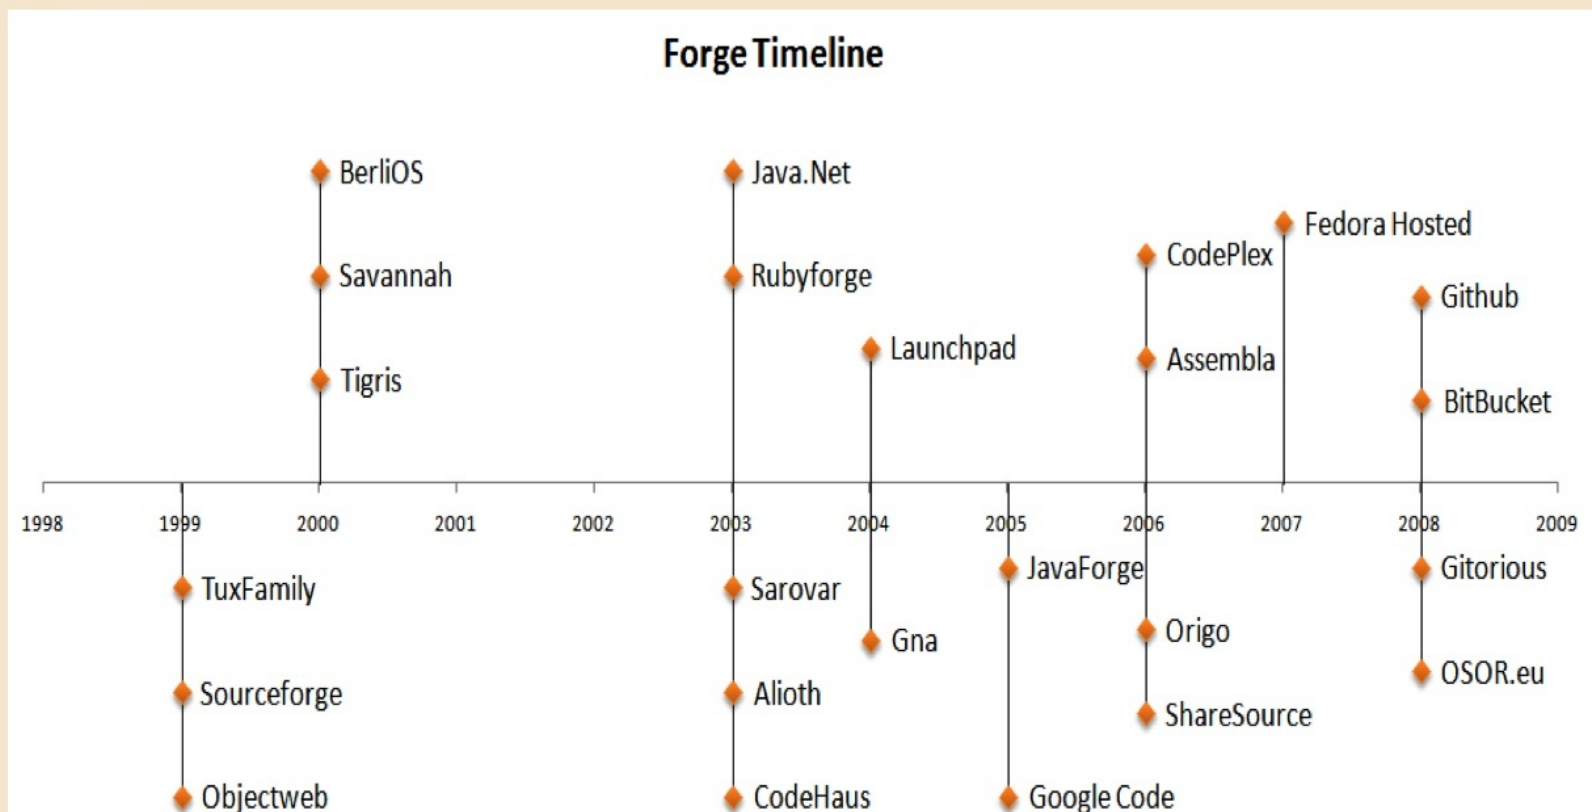 Forge Timeline
BerliOS
Java.Net
Fedora Hosted
CodePlex
Savannah
Rubyforge
Github
Launchpad
Assembla
Tigris
BitBucket
1998 1999 2000 2001 2002 2003 2004 2005 2006 2007 2008 2009
JavaForge
Gitorious
TuxFamily
Sarovar
Origo
Gna
OSOR.eu
Sourceforge
Alioth
ShareSource
Objectweb
CodeHaus
Google Code